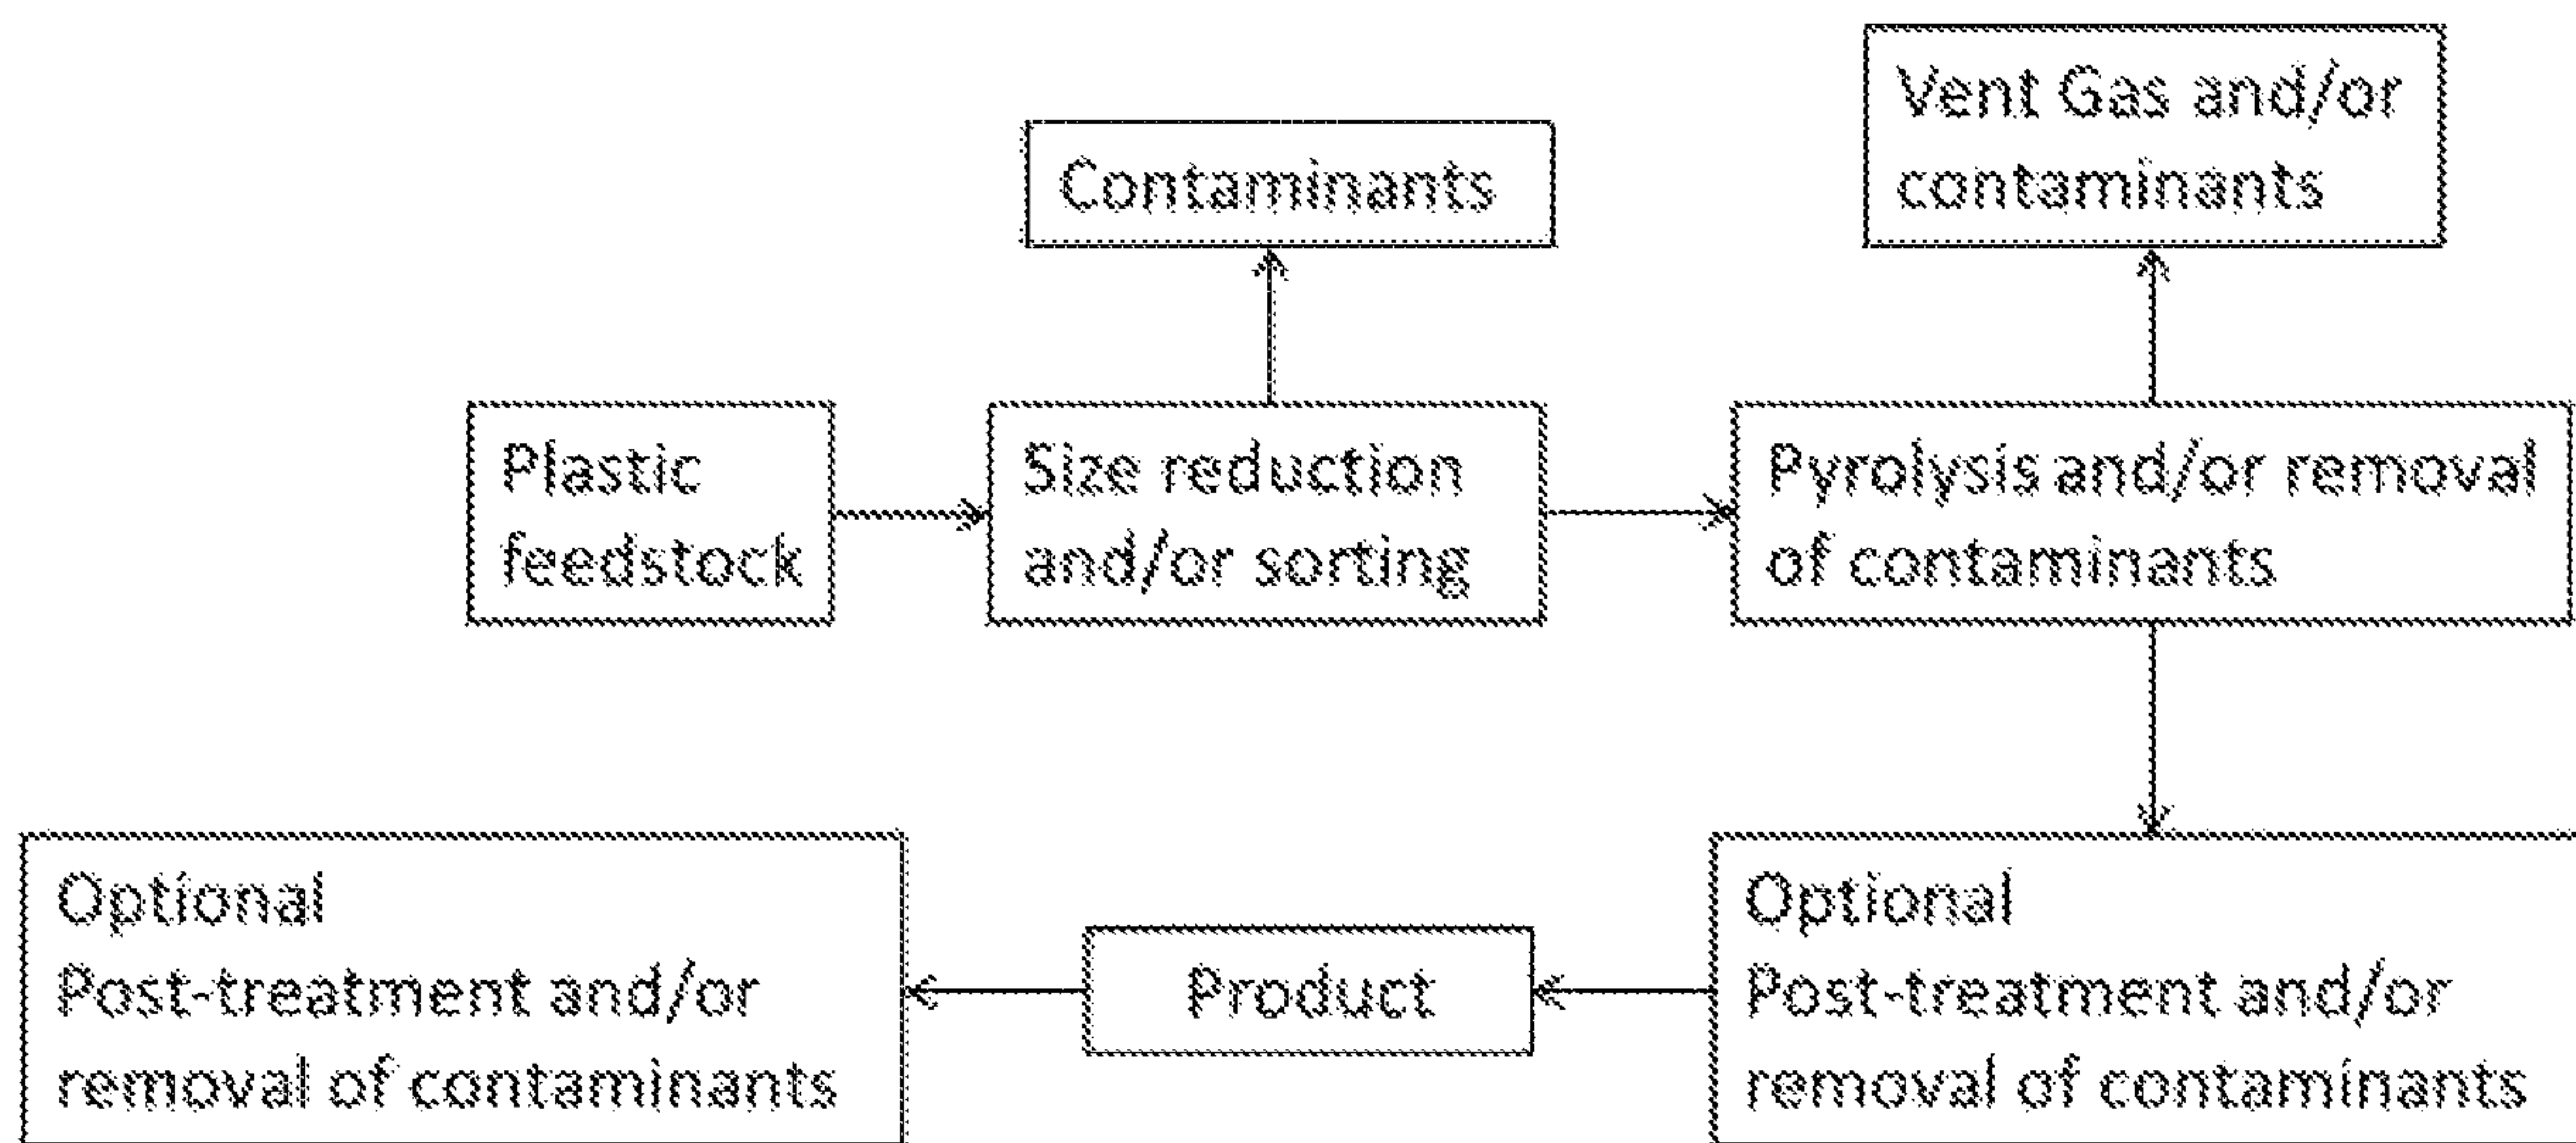 Vent Gas and/or
contaminants
Contaminants
Plastic
feedstock
Size reduction
and/or sorting
Pyrolysis and/or removal
of contaminants
Optional
Post-treatment and/or
removal of contaminants
Product
Optional
Post-treatment and/or
removal of contaminants